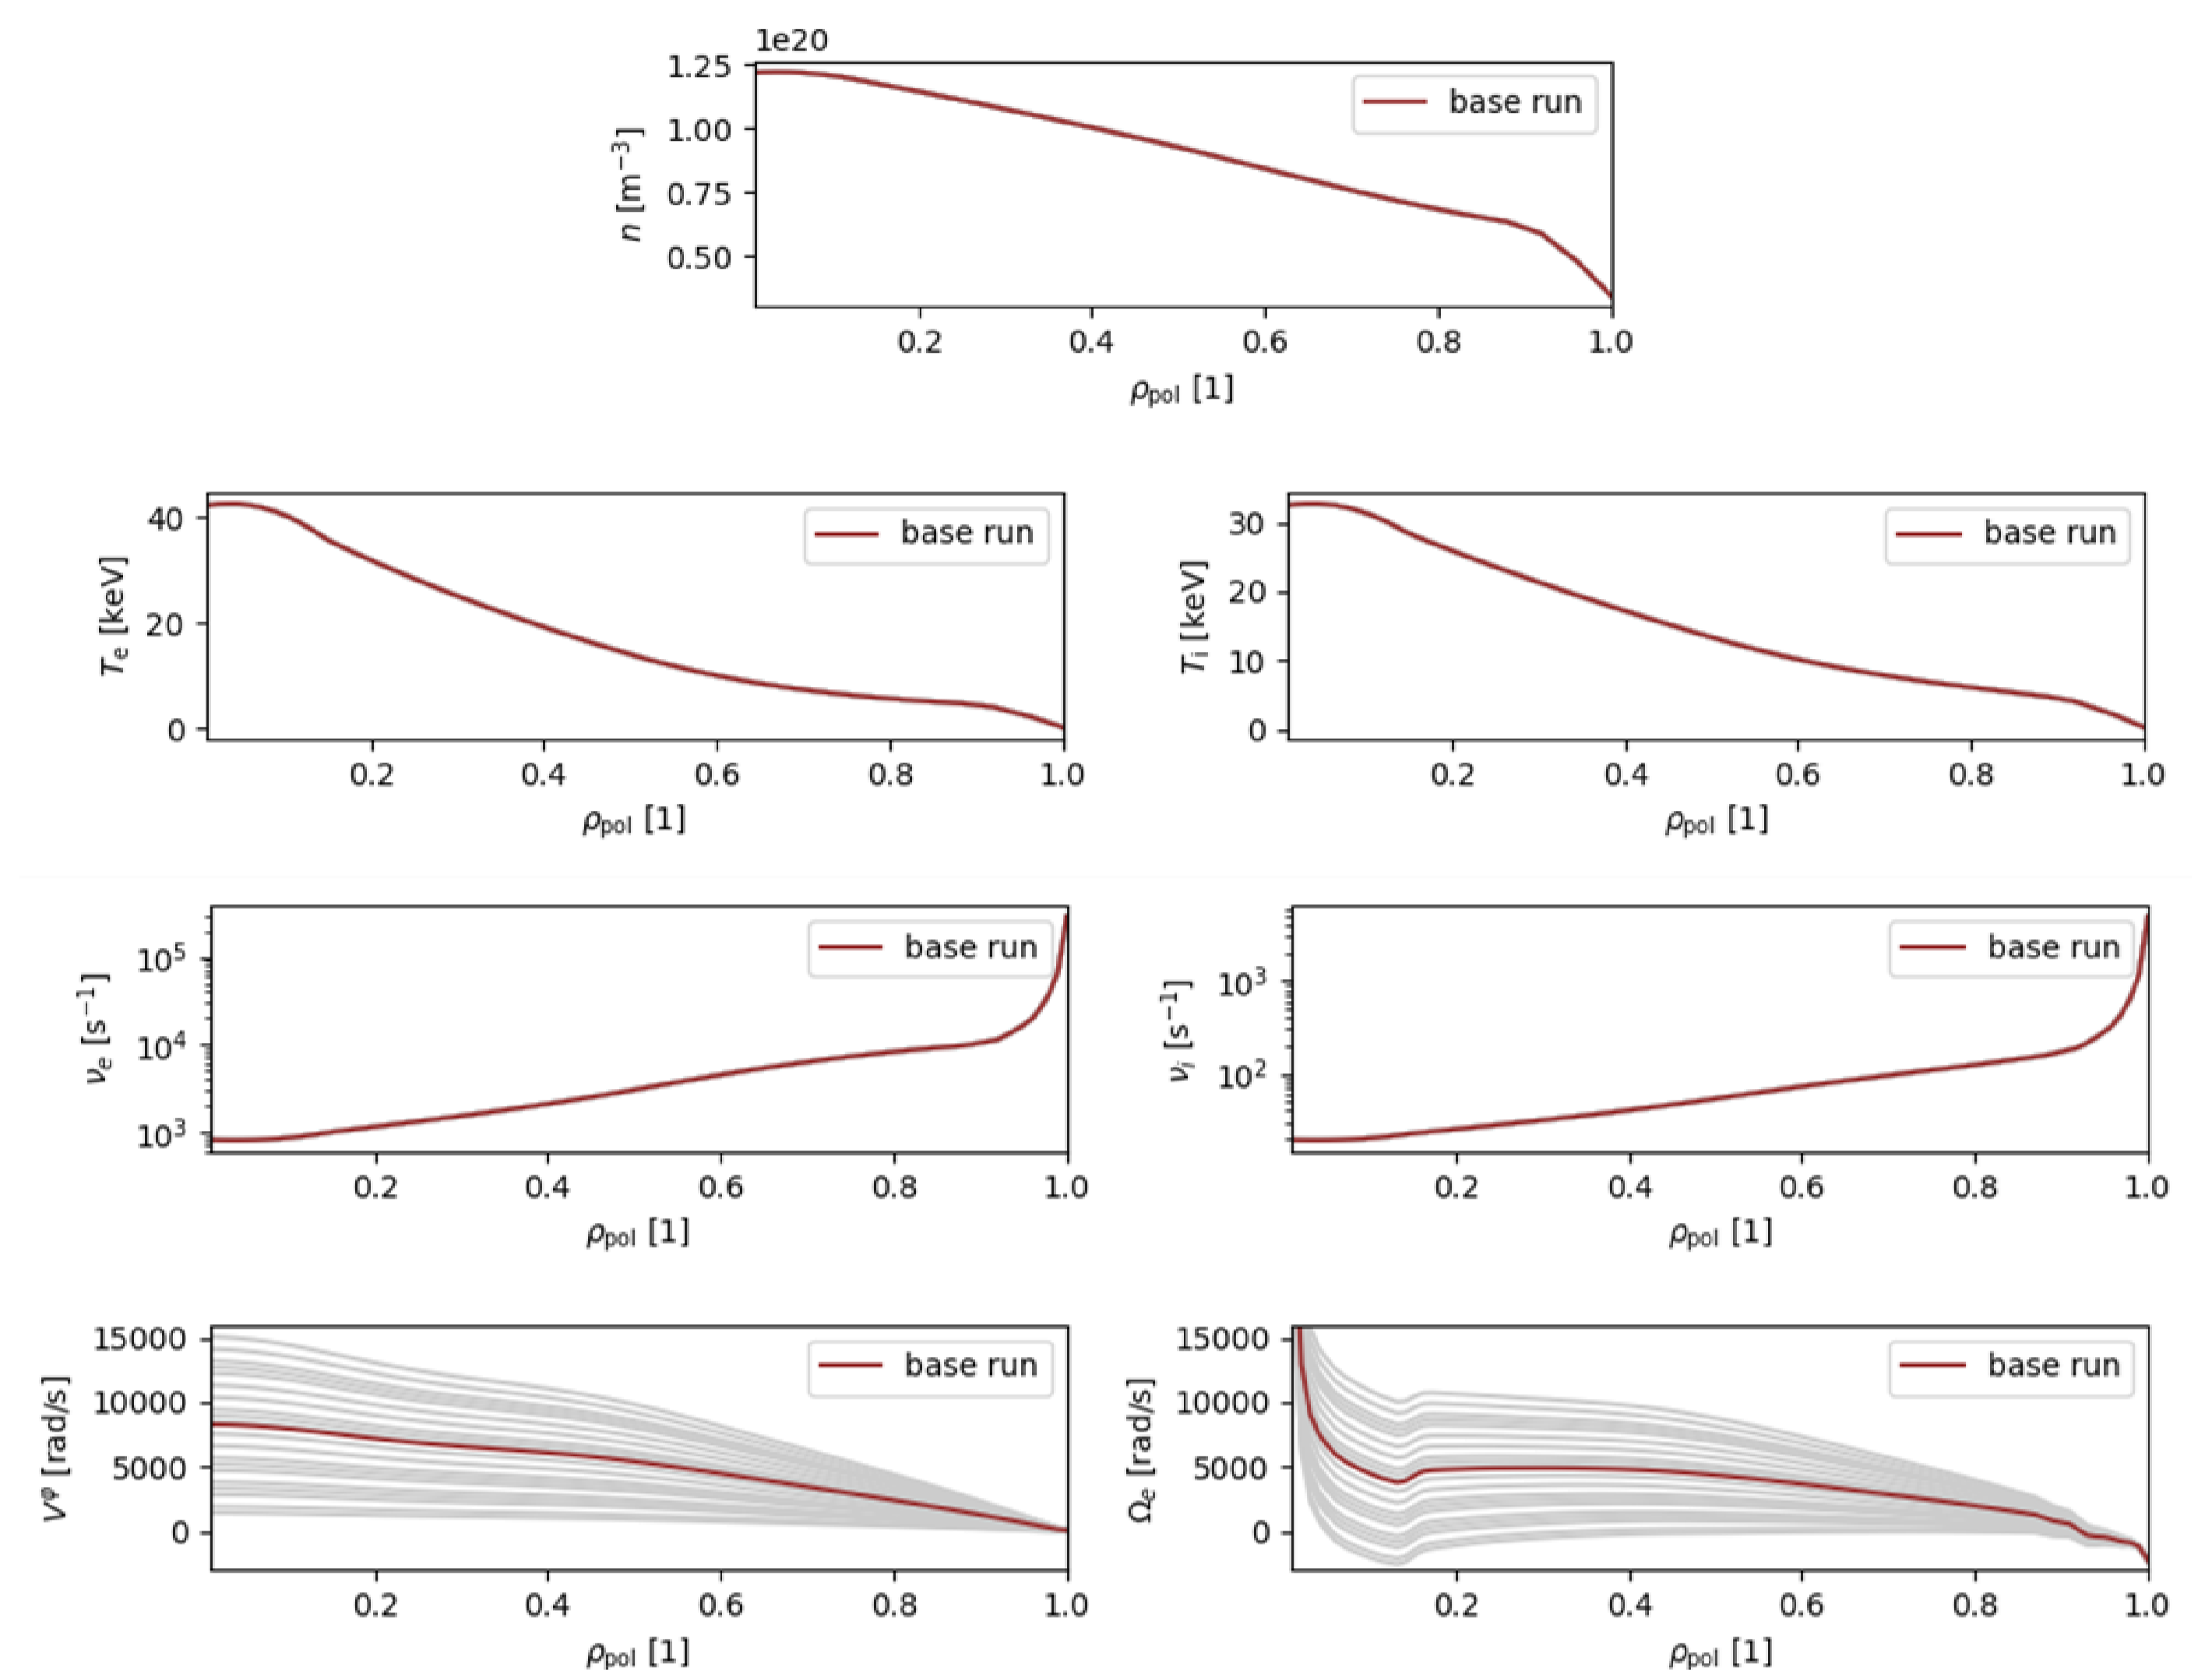 1e20
1.25
1.00
0.75
0.50
n [m⁻³]
base run
0.2 0.4 0.6 0.8 1.0
ρpol [1]
40
20
0
Te [keV]
base run
0.2 0.4 0.6 0.8 1.0
ρpol [1]
30
20
10
0
Ti [keV]
base run
0.2 0.4 0.6 0.8 1.0
ρpol [1]
10⁵
10⁴
10³
νe [s⁻¹]
base run
0.2 0.4 0.6 0.8 1.0
ρpol [1]
10³
10²
νi [s⁻¹]
base run
0.2 0.4 0.6 0.8 1.0
ρpol [1]
15000
10000
5000
0
V^φ [rad/s]
base run
0.2 0.4 0.6 0.8 1.0
ρpol [1]
15000
10000
5000
0
Ωe [rad/s]
base run
0.2 0.4 0.6 0.8 1.0
ρpol [1]